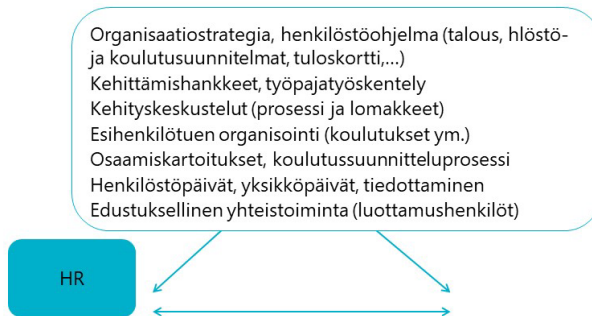 Organisaatiostrategia, henkilöstöohjelma (talous, hlöstö-
ja koulutusuunnitelmat, tuloskortti,...)
Kehittämishankkeet, työpajatyöskentely
Kehityskeskustelut (prosessi ja lomakkeet)
Esihenkilötuen organisointi (koulutukset ym.)
Osaamiskartoitukset, koulutussuunnitteluprosessi
Henkilöstöpäivät, yksikköpäivät, tiedottaminen
Edustuksellinen yhteistoiminta (luottamushenkilöt)
HR